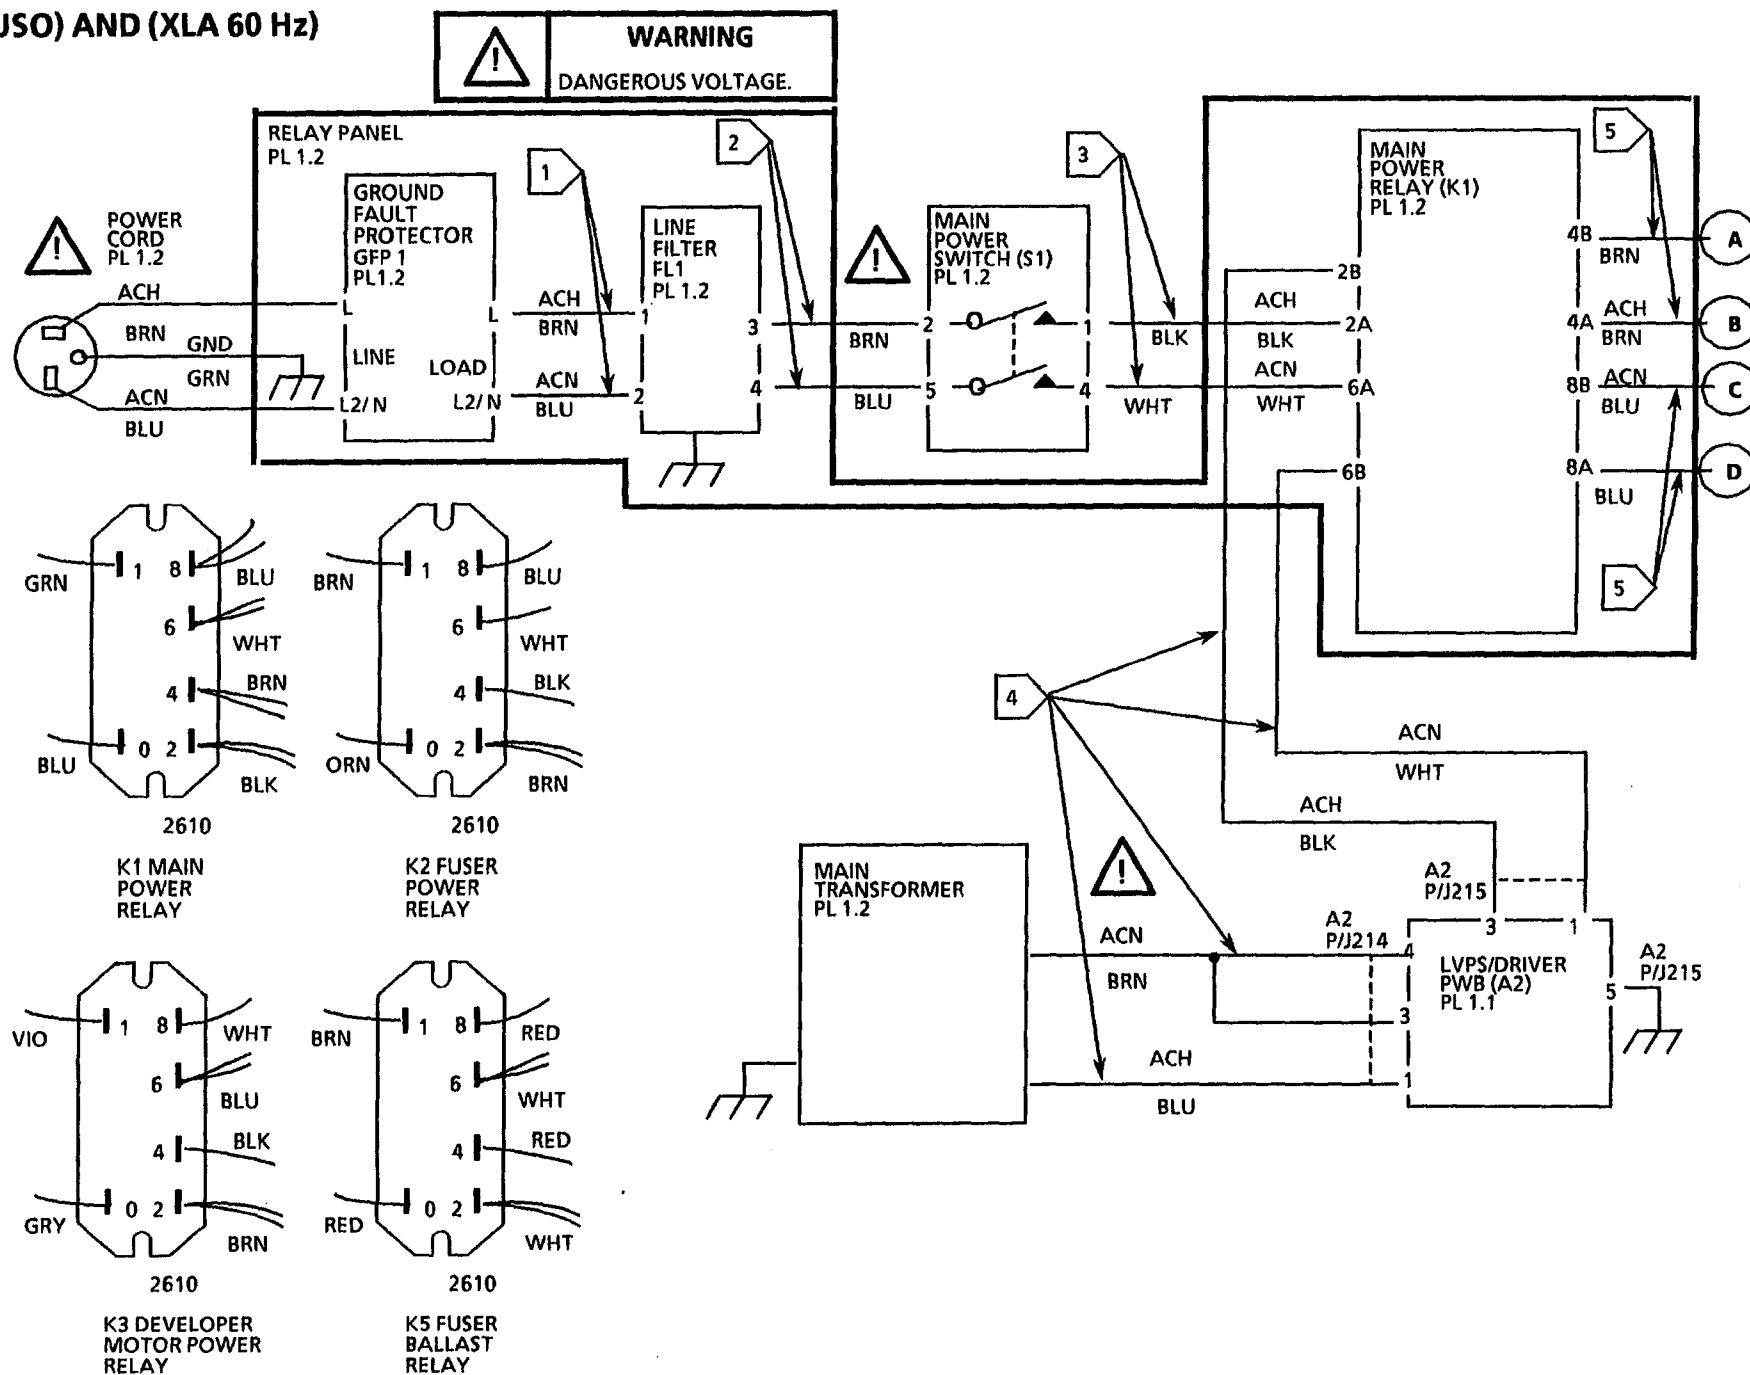 JSO) AND (XLA 60 Hz)
!
WARNING
DANGEROUS VOLTAGE.
RELAY PANEL
PL 1.2
!
POWER
CORD
PL 1.2
ACH
BRN
GND
GRN
ACN
BLU
GROUND
FAULT
PROTECTOR
GFP 1
PL1.2
L
LINE
L2/ N
L
LOAD
L2/ N
1
ACH
BRN
ACN
BLU
LINE
FILTER
FL1
PL 1.2
1
2
3
4
2
BRN
BLU
!
MAIN
POWER
SWITCH (S1)
PL 1.2
2
1
5
4
3
BLK
WHT
ACH
BLK
ACN
WHT
MAIN
POWER
RELAY (K1)
PL 1.2
2B
2A
6A
6B
4B
4A
8B
8A
5
BRN
ACH
BRN
ACN
BLU
BLU
A
B
C
D
5
GRN
1
8
BLU
6
WHT
4
BRN
BLU
0
2
BLK
2610
K1 MAIN
POWER
RELAY
BRN
1
8
BLU
6
WHT
4
BLK
ORN
0
2
BRN
2610
K2 FUSER
POWER
RELAY
VIO
1
8
WHT
6
BLU
4
BLK
GRY
0
2
BRN
2610
K3 DEVELOPER
MOTOR POWER
RELAY
BRN
1
8
RED
6
WHT
4
RED
RED
0
2
WHT
2610
K5 FUSER
BALLAST
RELAY
4
ACN
WHT
ACH
BLK
MAIN
TRANSFORMER
PL 1.2
!
ACN
BRN
ACH
BLU
A2
P/J214
A2
P/J215
4
3
1
3
1
LVPS/DRIVER
PWB (A2)
PL 1.1
5
A2
P/J215